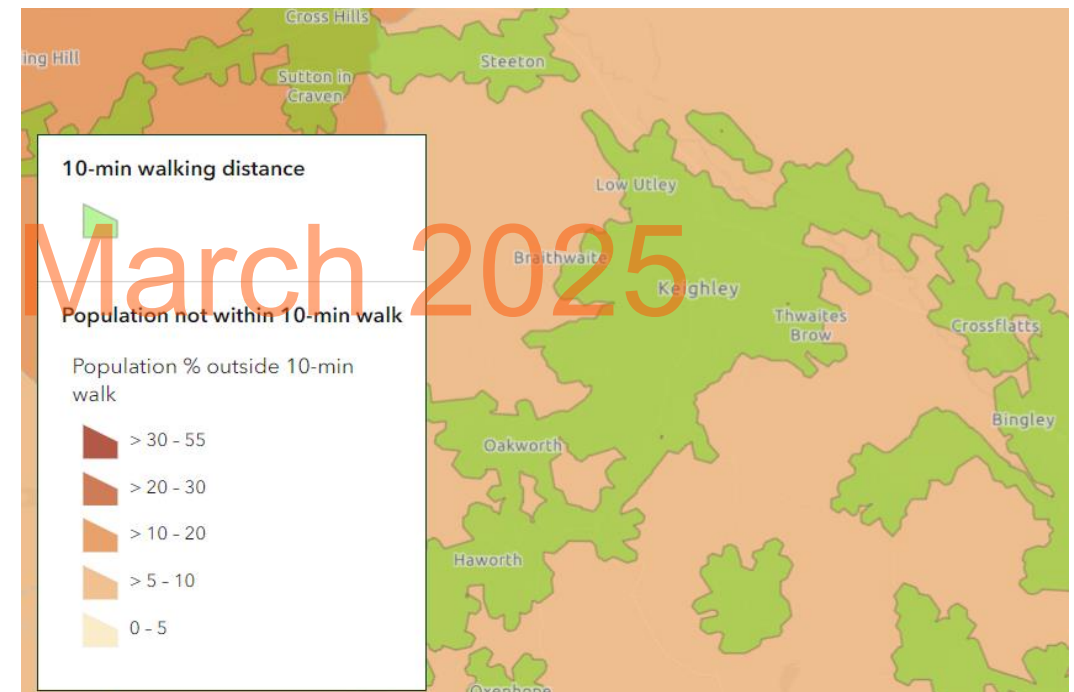 Cross Hills
ing Hill
Steeton
Sutton in
Craven
10-min walking distance
Low Utley
March 2025
Braithwaite
Keighley
Population not within 10-min walk
Thwaites
Brow
Crossflatts
Population % outside 10-min
walk
Bingley
> 30 - 55
Oakworth
> 20 - 30
> 10 - 20
Haworth
> 5 - 10
0 - 5
Oxenhope